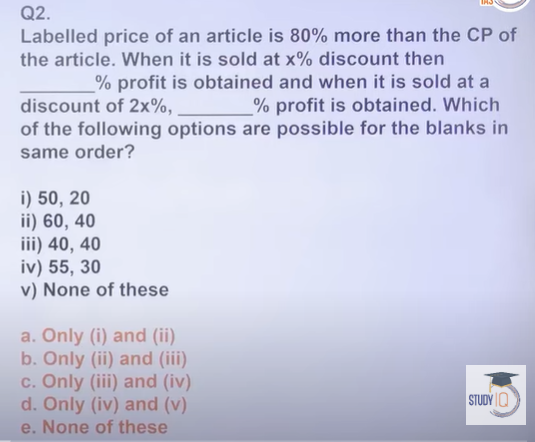 IAS
Q2.
Labelled price of an article is 80% more than the CP of
the article. When it is sold at x% discount then
________% profit is obtained and when it is sold at a
discount of 2x%, ________% profit is obtained. Which
of the following options are possible for the blanks in
same order?
i) 50, 20
ii) 60, 40
iii) 40, 40
iv) 55, 30
v) None of these
a. Only (i) and (ii)
b. Only (ii) and (iii)
c. Only (iii) and (iv)
d. Only (iv) and (v)
e. None of these
STUDY IQ